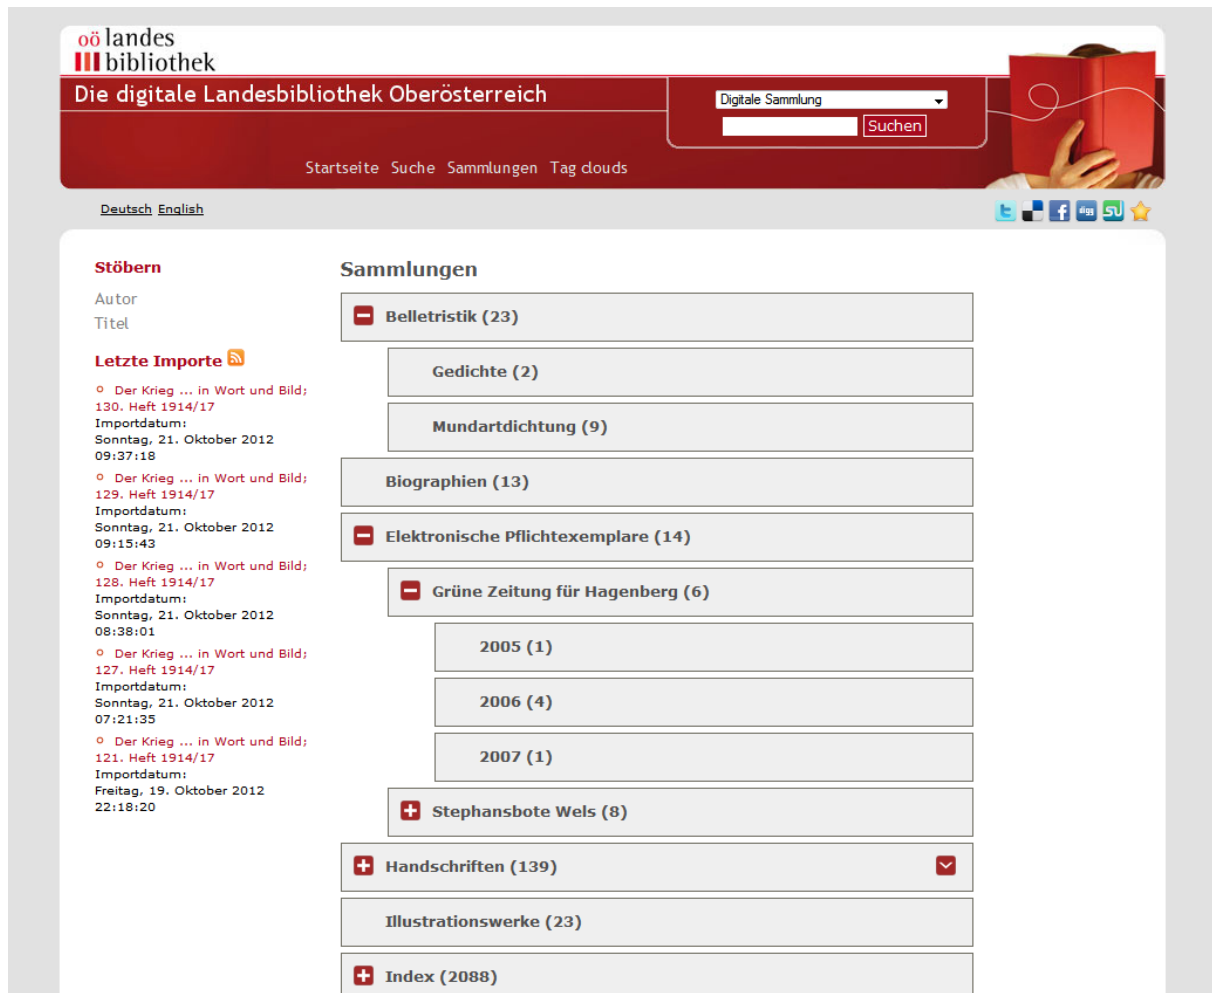 oö landes
bibliothek
Die digitale Landesbibliothek Oberösterreich
Digitale Sammlung
Suchen
Startseite Suche Sammlungen Tag clouds
Deutsch English
digg
Stöbern
Autor
Titel
Letzte Importe
Der Krieg ... in Wort und Bild;
130. Heft 1914/17
Importdatum:
Sonntag, 21. Oktober 2012
09:37:18
Der Krieg ... in Wort und Bild;
129. Heft 1914/17
Importdatum:
Sonntag, 21. Oktober 2012
09:15:43
Der Krieg ... in Wort und Bild;
128. Heft 1914/17
Importdatum:
Sonntag, 21. Oktober 2012
08:38:01
Der Krieg ... in Wort und Bild;
127. Heft 1914/17
Importdatum:
Sonntag, 21. Oktober 2012
07:21:35
Der Krieg ... in Wort und Bild;
121. Heft 1914/17
Importdatum:
Freitag, 19. Oktober 2012
22:18:20
Sammlungen
Belletristik (23)
Gedichte (2)
Mundartdichtung (9)
Biographien (13)
Elektronische Pflichtexemplare (14)
Grüne Zeitung für Hagenberg (6)
2005 (1)
2006 (4)
2007 (1)
Stephansbote Wels (8)
Handschriften (139)
Illustrationswerke (23)
Index (2088)